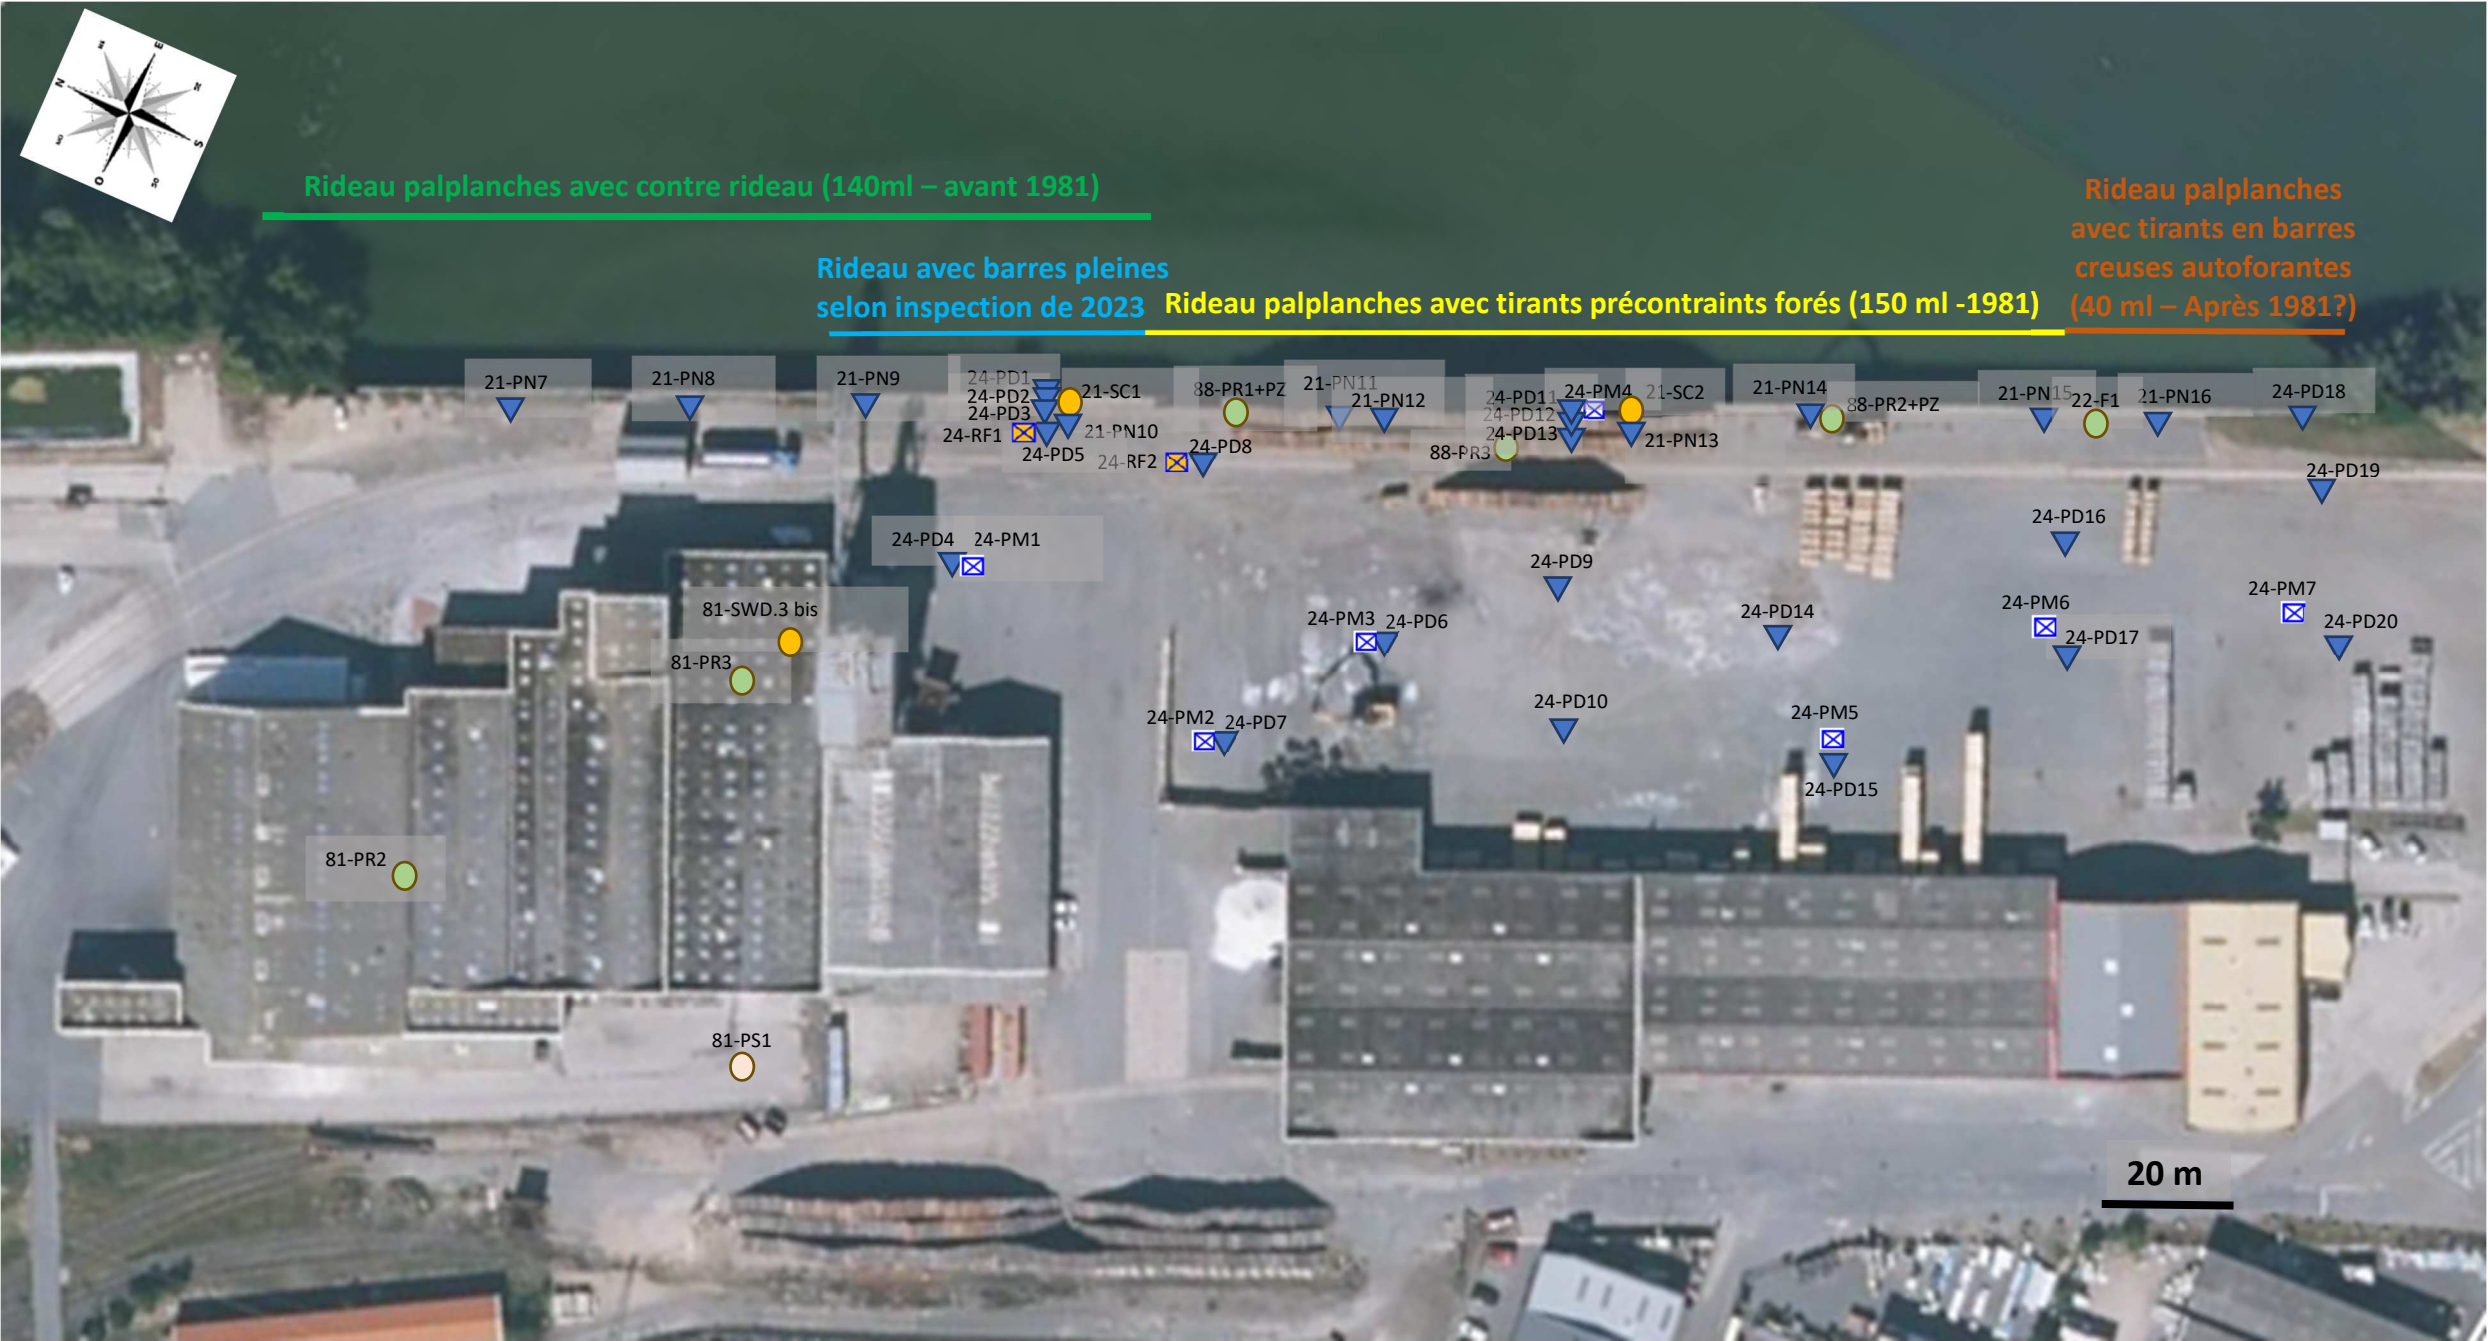 N
E
S
O
NE
SE
SO
NO
Rideau palplanches avec contre rideau (140ml – avant 1981)
Rideau palplanches
avec tirants en barres
creuses autoforantes
(40 ml – Après 1981?)
Rideau avec barres pleines
selon inspection de 2023
Rideau palplanches avec tirants précontraints forés (150 ml -1981)
21-PN7
21-PN8
21-PN9
24-PD1
24-PD2
24-PD3
24-RF1
24-PD5
21-SC1
21-PN10
24-RF2
24-PD8
88-PR1+PZ
21-PN11
21-PN12
88-PR3
24-PD11
24-PD12
24-PD13
24-PM4
21-SC2
21-PN13
21-PN14
88-PR2+PZ
21-PN15
22-F1
21-PN16
24-PD18
24-PD19
24-PD4
24-PM1
24-PD9
24-PD16
81-SWD.3 bis
81-PR3
24-PM3
24-PD6
24-PD14
24-PM6
24-PD17
24-PM7
24-PD20
24-PM2
24-PD7
24-PD10
24-PM5
24-PD15
81-PR2
81-PS1
20 m